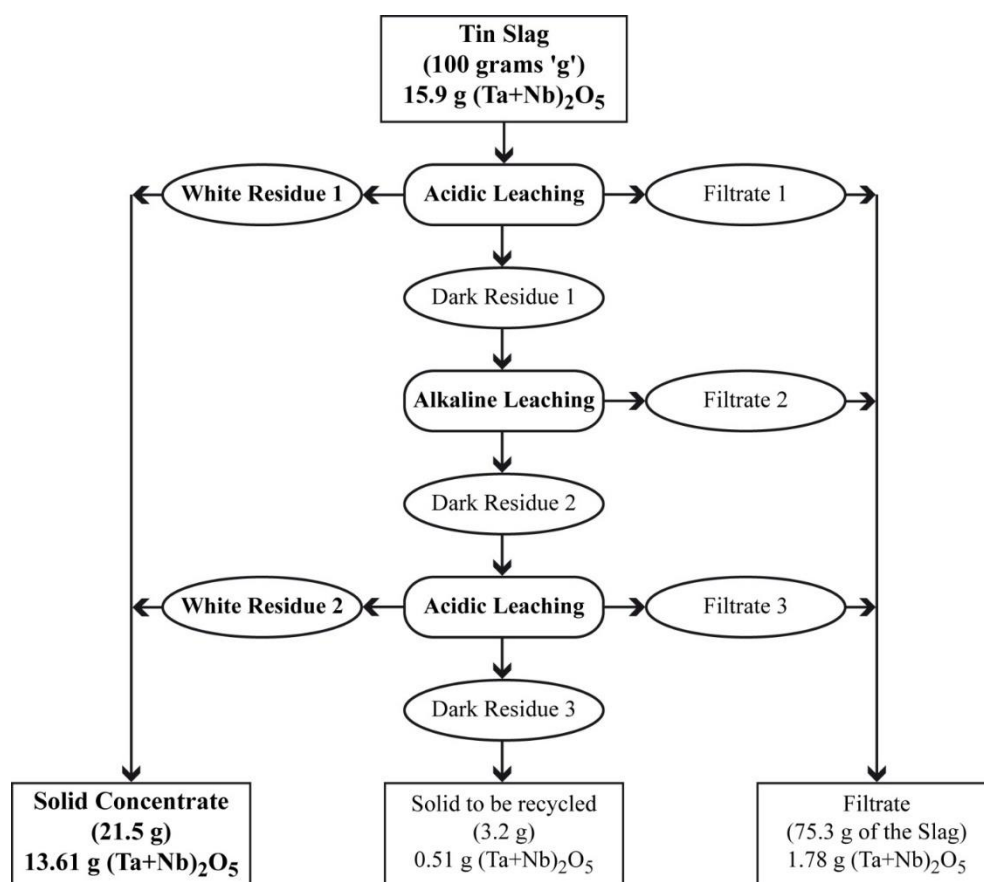 Tin Slag
(100 grams 'g')
15.9 g (Ta+Nb)₂O₅
White Residue 1
Acidic Leaching
Filtrate 1
Dark Residue 1
Alkaline Leaching
Filtrate 2
Dark Residue 2
White Residue 2
Acidic Leaching
Filtrate 3
Dark Residue 3
Solid Concentrate
(21.5 g)
13.61 g (Ta+Nb)₂O₅
Solid to be recycled
(3.2 g)
0.51 g (Ta+Nb)₂O₅
Filtrate
(75.3 g of the Slag)
1.78 g (Ta+Nb)₂O₅